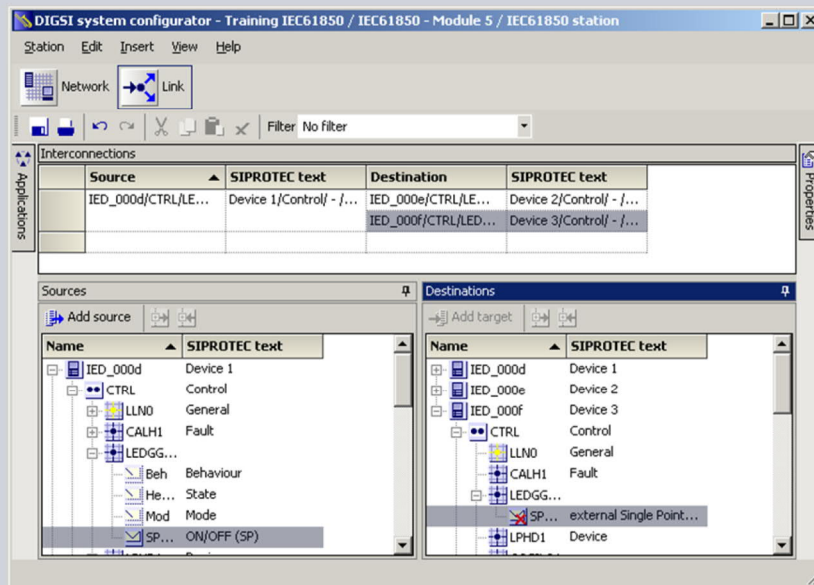 DIGSI system configurator - Training IEC61850 / IEC61850 - Module 5 / IEC61850 station
Station Edit Insert View Help
Network Link
Filter No filter
Applications
Properties
Interconnections
Source SIPROTEC text Destination SIPROTEC text
IED_000d/CTRL/LE... Device 1/Control/ - /... IED_000e/CTRL/LE... Device 2/Control/ - /...
IED_000f/CTRL/LED... Device 3/Control/ - /...
Sources
Add source
Name SIPROTEC text
IED_000d Device 1
CTRL Control
LLN0 General
CALH1 Fault
LEDGG...
Beh Behaviour
He... State
Mod Mode
SP... ON/OFF (SP)
Destinations
Add target
Name SIPROTEC text
IED_000d Device 1
IED_000e Device 2
IED_000f Device 3
CTRL Control
LLN0 General
CALH1 Fault
LEDGG...
SP... external Single Point...
LPHD1 Device